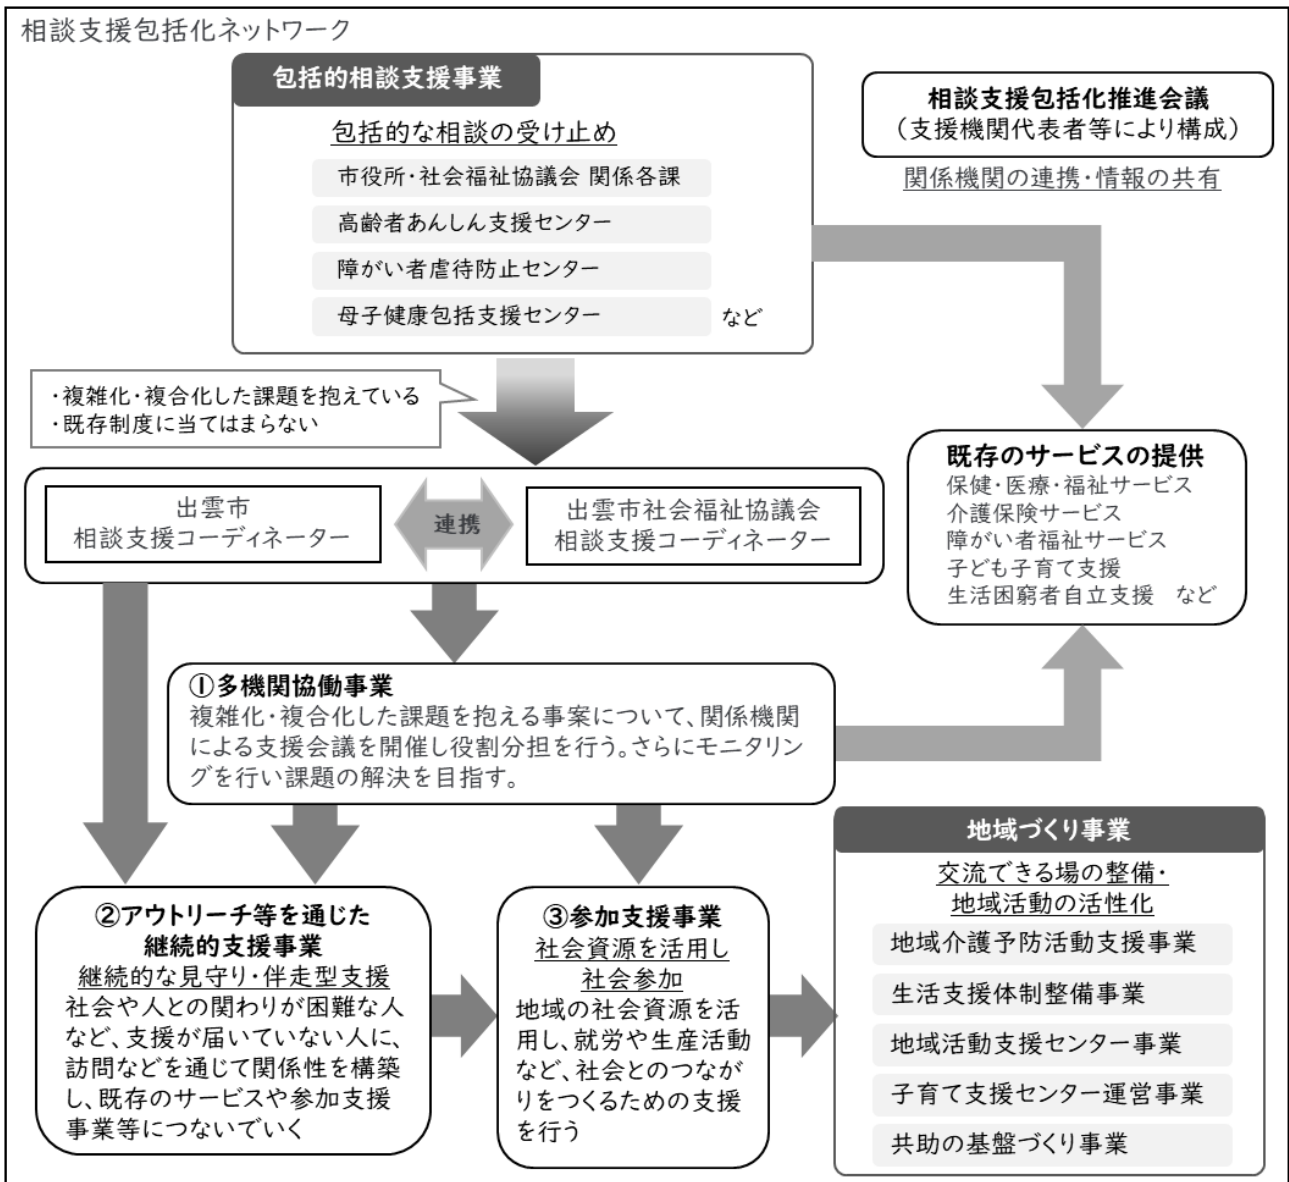 相談支援包括化ネットワーク
包括的相談支援事業
包括的な相談の受け止め
市役所・社会福祉協議会 関係各課
高齢者あんしん支援センター
障がい者虐待防止センター
母子健康包括支援センター
など
相談支援包括化推進会議
（支援機関代表者等により構成）
関係機関の連携・情報の共有
・複雑化・複合化した課題を抱えている
・既存制度に当てはまらない
出雲市
相談支援コーディネーター
連携
出雲市社会福祉協議会
相談支援コーディネーター
既存のサービスの提供
保健・医療・福祉サービス
介護保険サービス
障がい者福祉サービス
子ども子育て支援
生活困窮者自立支援　など
①多機関協働事業
複雑化・複合化した課題を抱える事案について、関係機関
による支援会議を開催し役割分担を行う。さらにモニタリン
グを行い課題の解決を目指す。
②アウトリーチ等を通じた
継続的支援事業
継続的な見守り・伴走型支援
社会や人との関わりが困難な人
など、支援が届いていない人に、
訪問などを通じて関係性を構築
し、既存のサービスや参加支援
事業等につないでいく
③参加支援事業
社会資源を活用し
社会参加
地域の社会資源を活
用し、就労や生産活動
など、社会とのつなが
りをつくるための支援
を行う
地域づくり事業
交流できる場の整備・
地域活動の活性化
地域介護予防活動支援事業
生活支援体制整備事業
地域活動支援センター事業
子育て支援センター運営事業
共助の基盤づくり事業